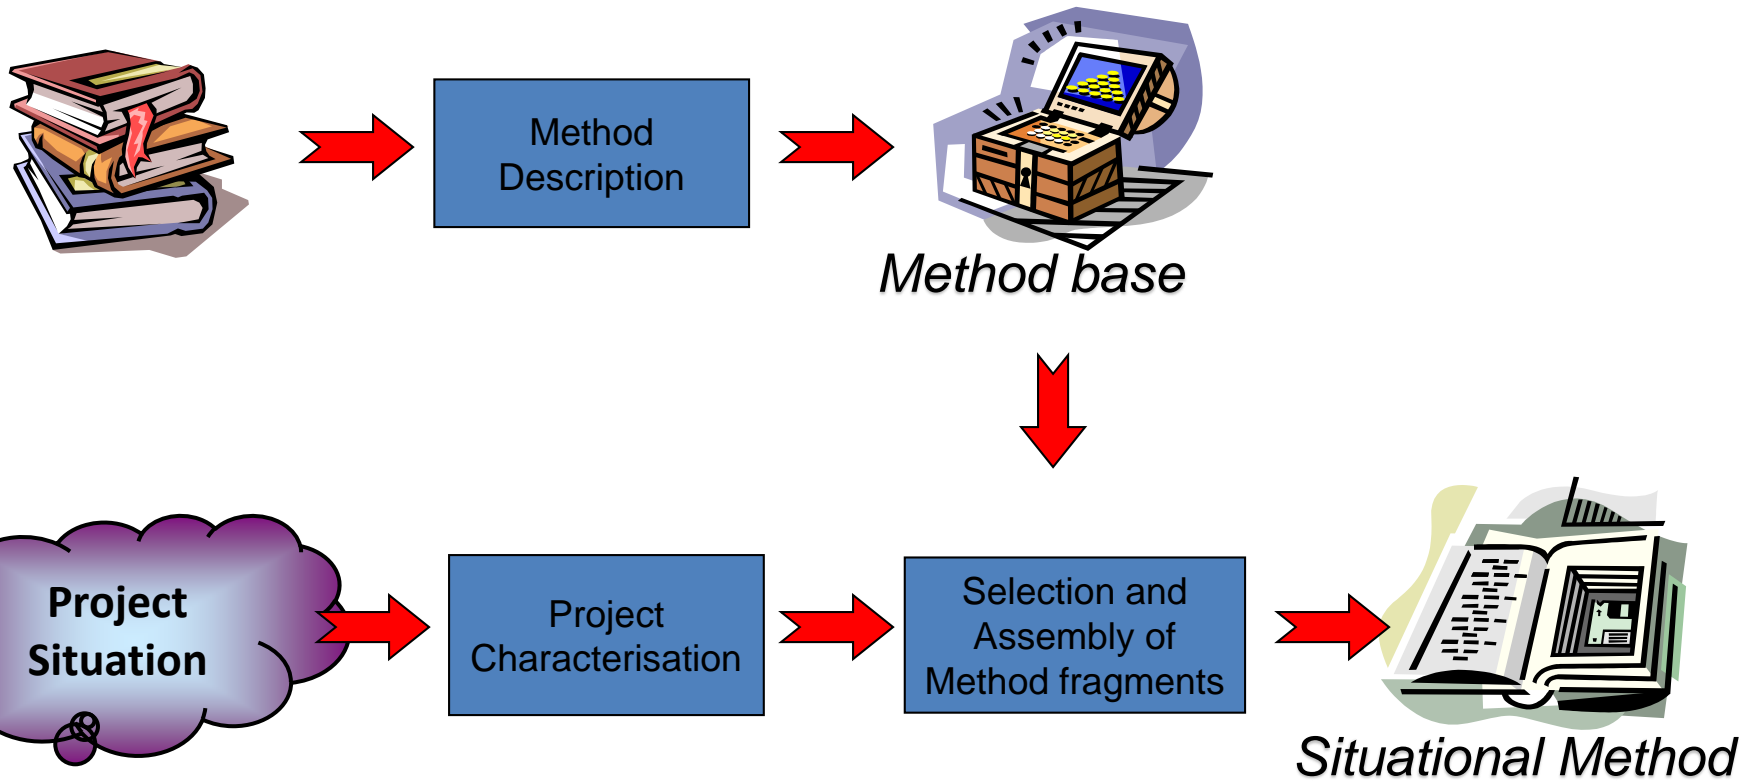 Method
Description
Method base
Project
Situation
Project
Characterisation
Selection and
Assembly of
Method fragments
Situational Method